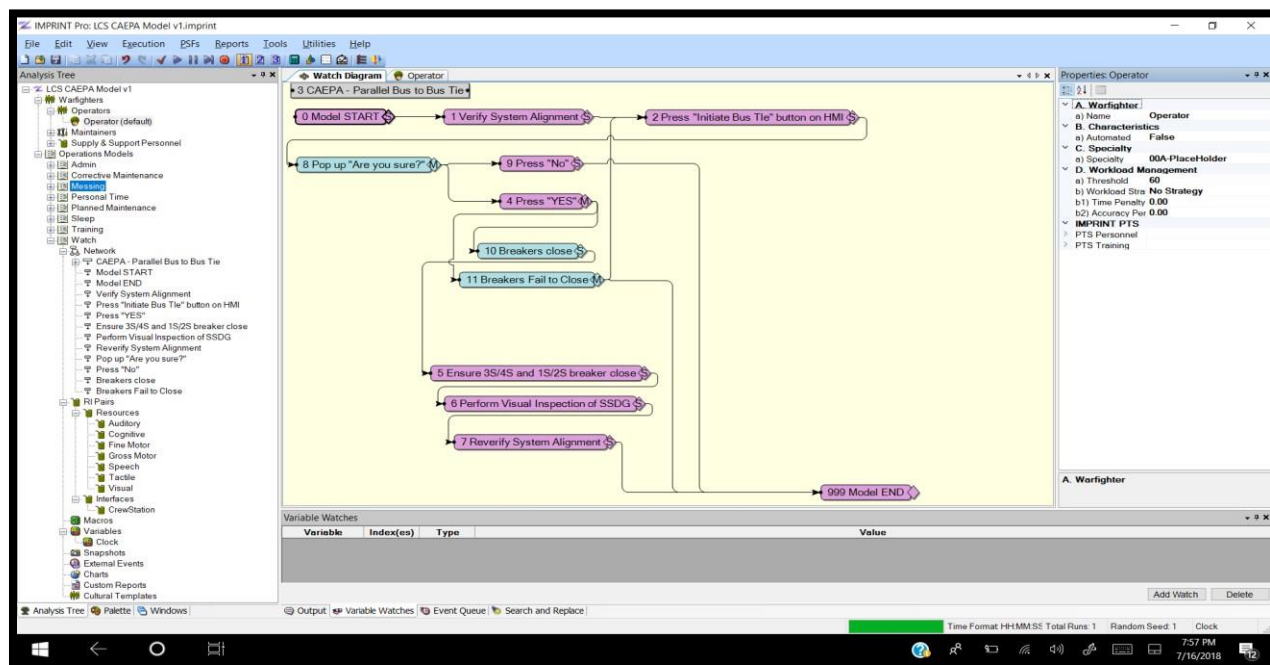 IMPRINT Pro: LCS CAEPA Model v1.imprint
File Edit View Execution PSFs Reports Tools Utilities Help
Analysis Tree
LCS CAEPA Model v1
Warfighters
Operators
Operator (default)
Maintainers
Supply & Support Personnel
Operations Models
Admin
Corrective Maintenance
Messing
Personal Time
Planned Maintenance
Sleep
Training
Watch
Network
CAEPA - Parallel Bus to Bus Tie
Model START
Model END
Verify System Alignment
Press "Initiate Bus TIe" button on HMI
Press "YES"
Ensure 3S/4S and 1S/2S breaker close
Perform Visual Inspection of SSDG
Reverify System Alignment
Pop up "Are you sure?"
Press "No"
Breakers close
Breakers Fail to Close
RI Pairs
Resources
Auditory
Cognitive
Fine Motor
Gross Motor
Speech
Tactile
Visual
Interfaces
CrewStation
Macros
Variables
Clock
Snapshots
External Events
Charts
Custom Reports
Cultural Templates
Analysis Tree Palette Windows
Watch Diagram Operator
3 CAEPA - Parallel Bus to Bus Tie
0 Model START S
1 Verify System Alignment S
2 Press "Initiate Bus TIe" button on HMI S
8 Pop up "Are you sure?" M
9 Press "No" S
4 Press "YES" M
10 Breakers close S
11 Breakers Fail to Close M
5 Ensure 3S/4S and 1S/2S breaker close S
6 Perform Visual Inspection of SSDG S
7 Reverify System Alignment S
999 Model END
Properties: Operator
A. Warfighter
a) Name Operator
B. Characteristics
a) Automated False
C. Specialty
a) Specialty 00A-PlaceHolder
D. Workload Management
a) Threshold 60
b) Workload Stra No Strategy
b1) Time Penalty 0.00
b2) Accuracy Per 0.00
IMPRINT PTS
PTS Personnel
PTS Training
A. Warfighter
Variable Watches
Variable Index(es) Type Value
Add Watch Delete
Output Variable Watches Event Queue Search and Replace
Time Format: HH:MM:SS Total Runs: 1 Random Seed: 1 Clock
7:57 PM
7/16/2018
12